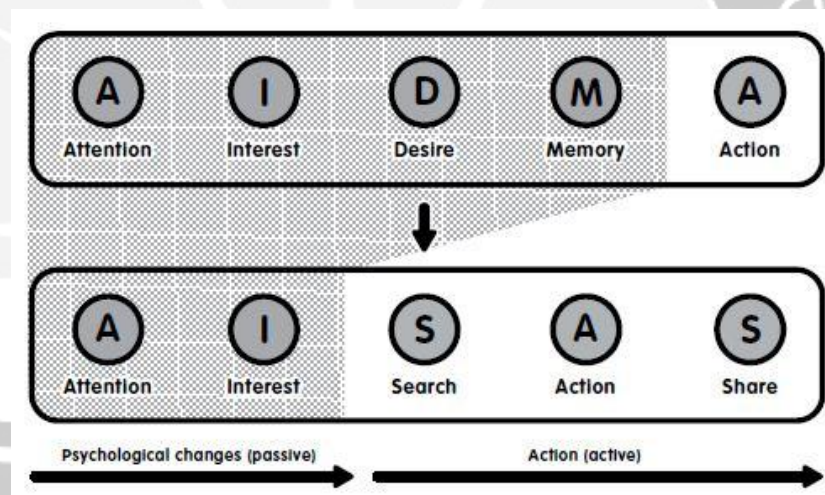 A I D M A
Attention Interest Desire Memory Action
A I S A S
Attention Interest Search Action Share
Psychological changes (passive) Action (active)